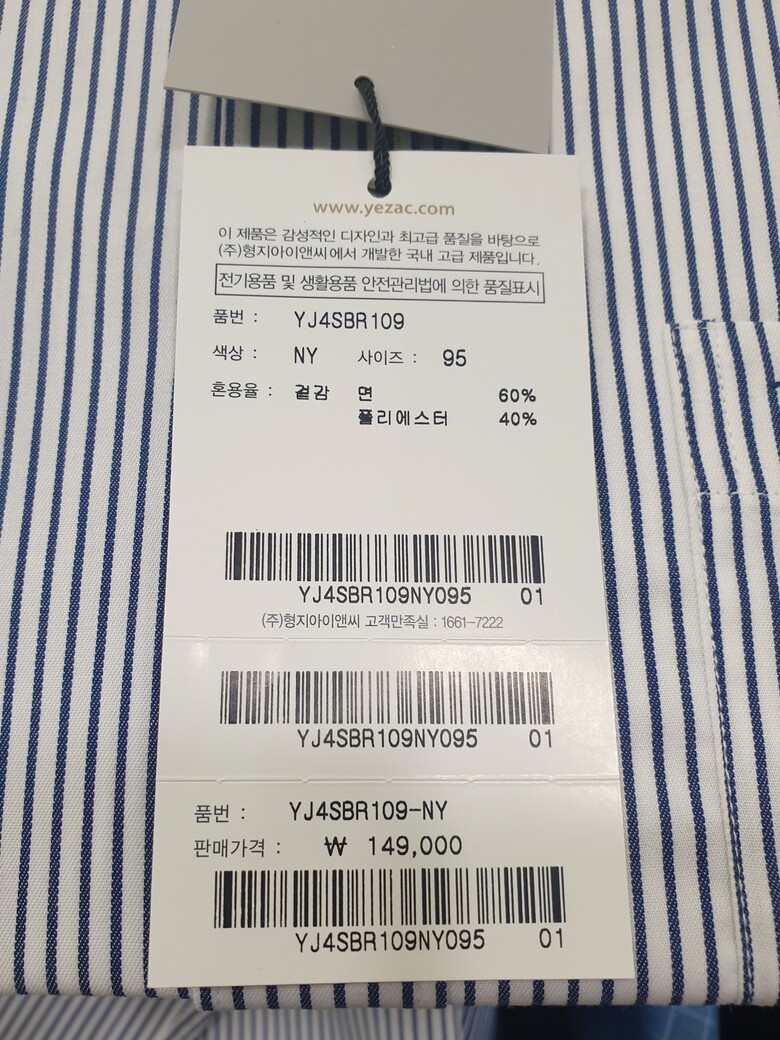 www.yezac.com
이 제품은 감성적인 디자인과 최고급 품질을 바탕으로
(주)형지아이앤씨에서 개발한 국내 고급 제품입니다.
전기용품 및 생활용품 안전관리법에 의한 품질표시
품번 : YJ4SBR109
색상 : NY 사이즈 : 95
혼용율 : 겉감 면 60%
폴리에스터 40%
YJ4SBR109NY095 01
(주)형지아이앤씨 고객만족실 : 1661-7222
YJ4SBR109NY095 01
품번 : YJ4SBR109-NY
판매가격 : ₩ 149,000
YJ4SBR109NY095 01